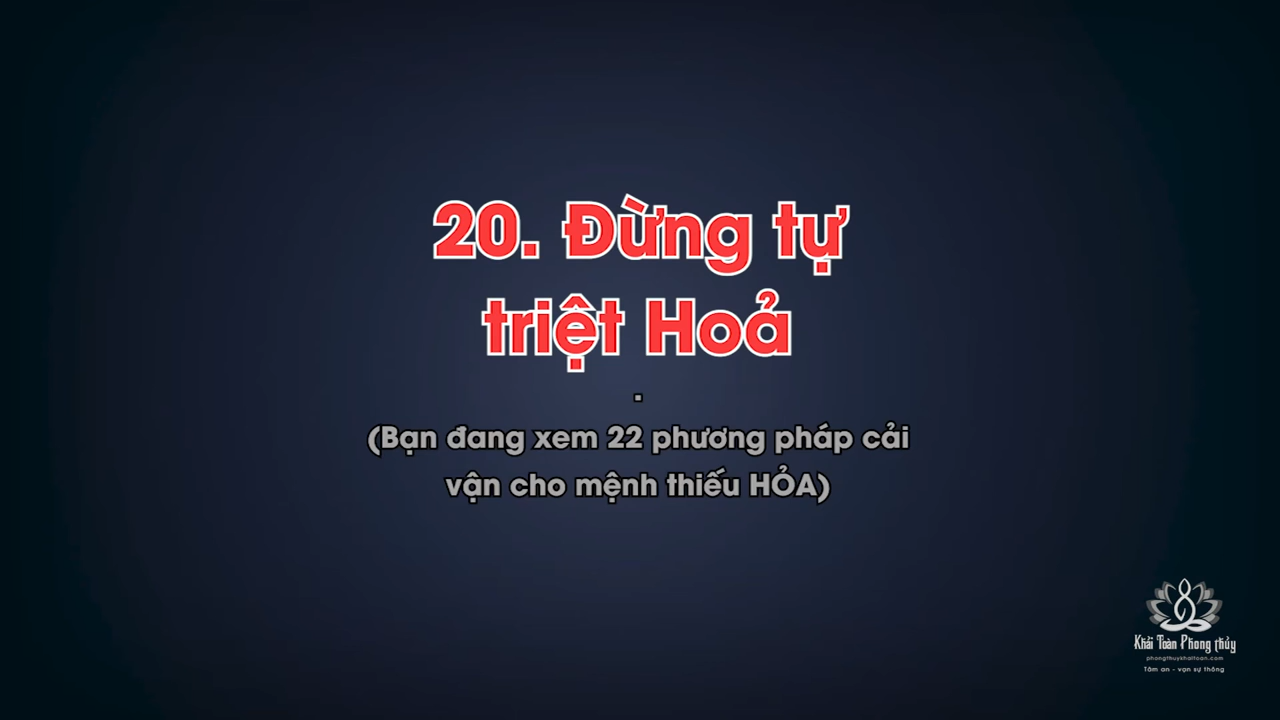 20. Đừng tự
triệt Hoả
.
(Bạn đang xem 22 phương pháp cải
vận cho mệnh thiếu HỎA)
Khải Toàn Phong thủy
phongthuykhaitoan.com
Tâm an - vạn sự thông